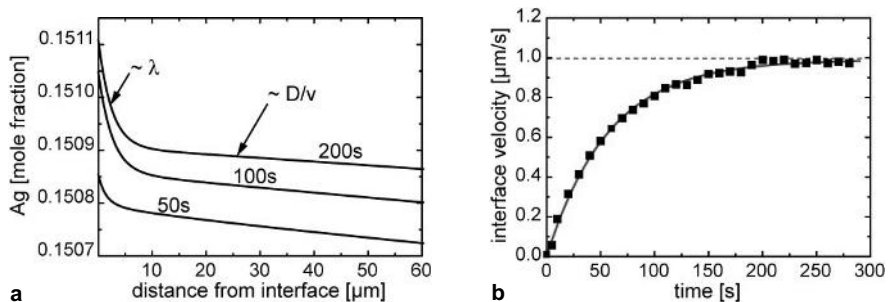 Ag [mole fraction]
0.1511
0.1510
0.1509
0.1508
0.1507
~ λ
~ D/v
200s
100s
50s
0 10 20 30 40 50 60
distance from interface [µm]
a
interface velocity [µm/s]
1.2
1.0
0.8
0.6
0.4
0.2
0.0
0 50 100 150 200 250 300
time [s]
b